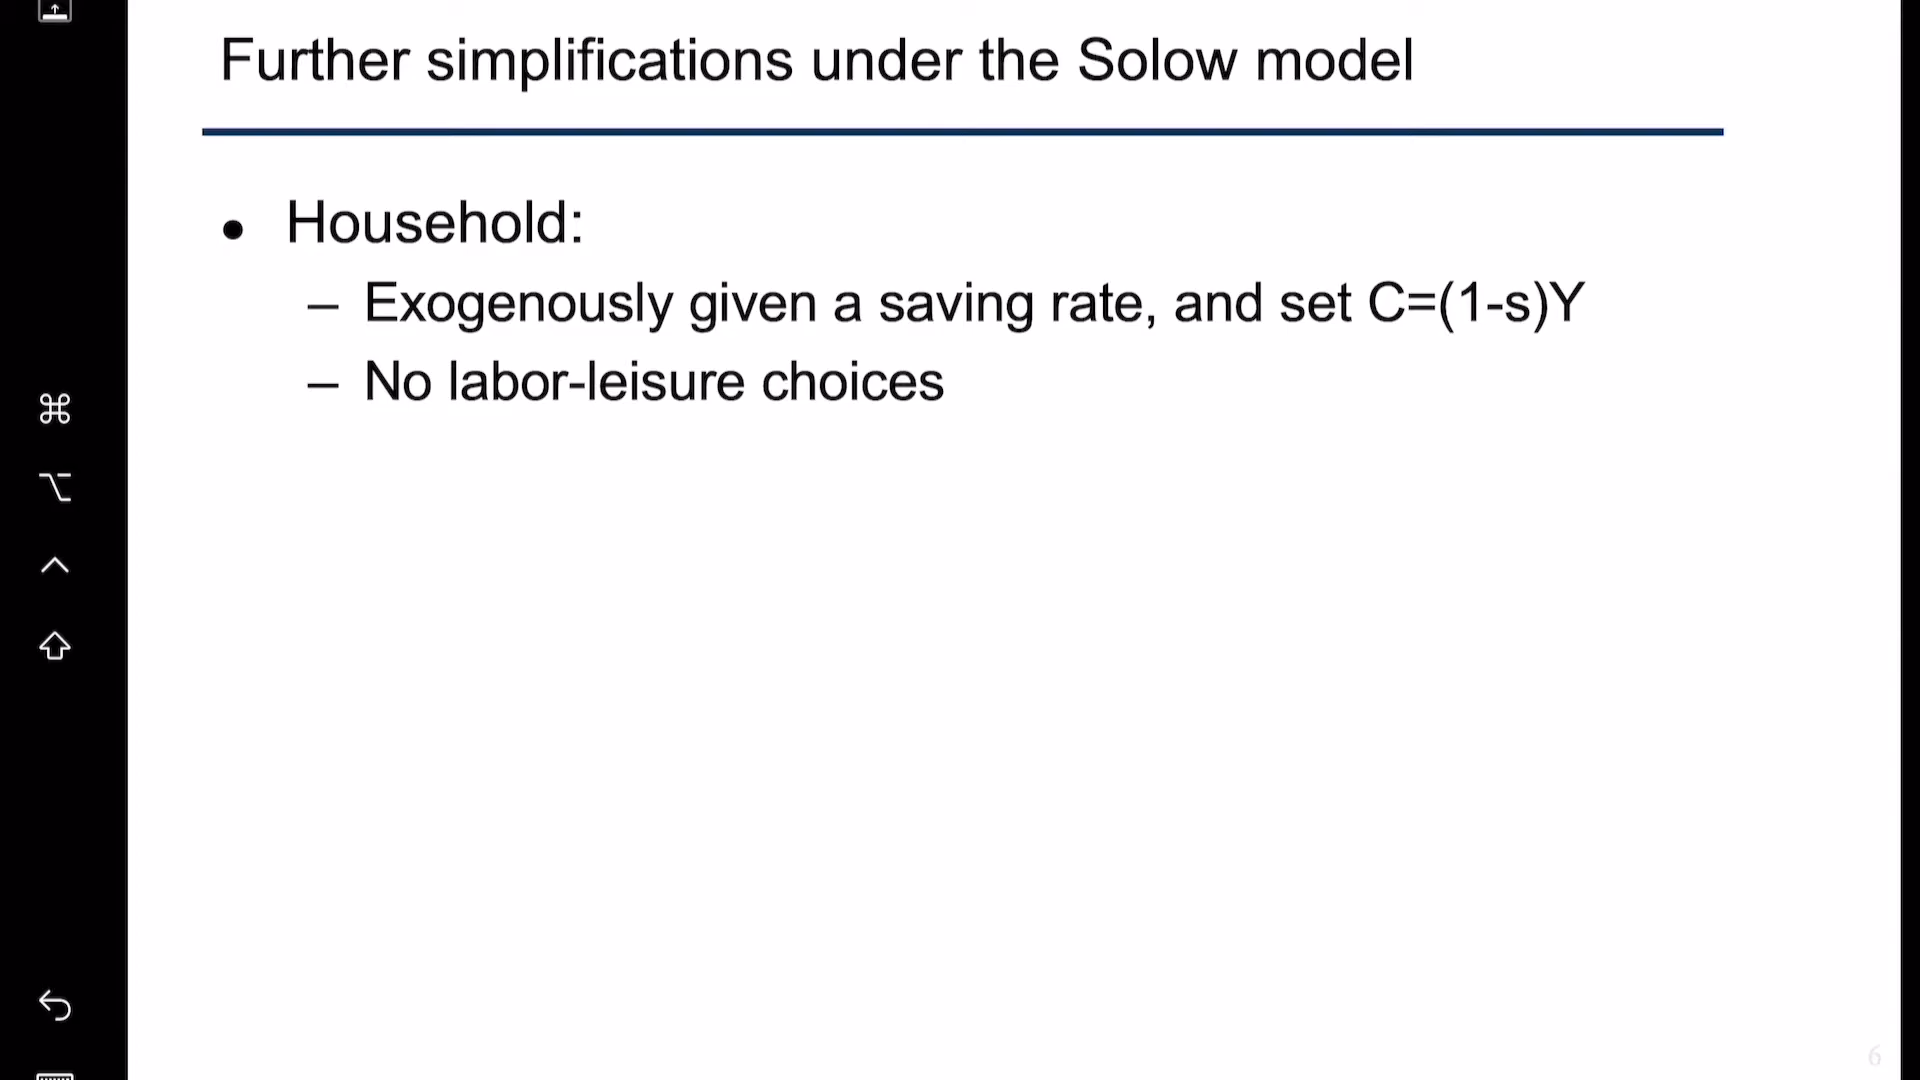 Further simplifications under the Solow model
● Household:
– Exogenously given a saving rate, and set C=(1-s)Y
– No labor-leisure choices
6